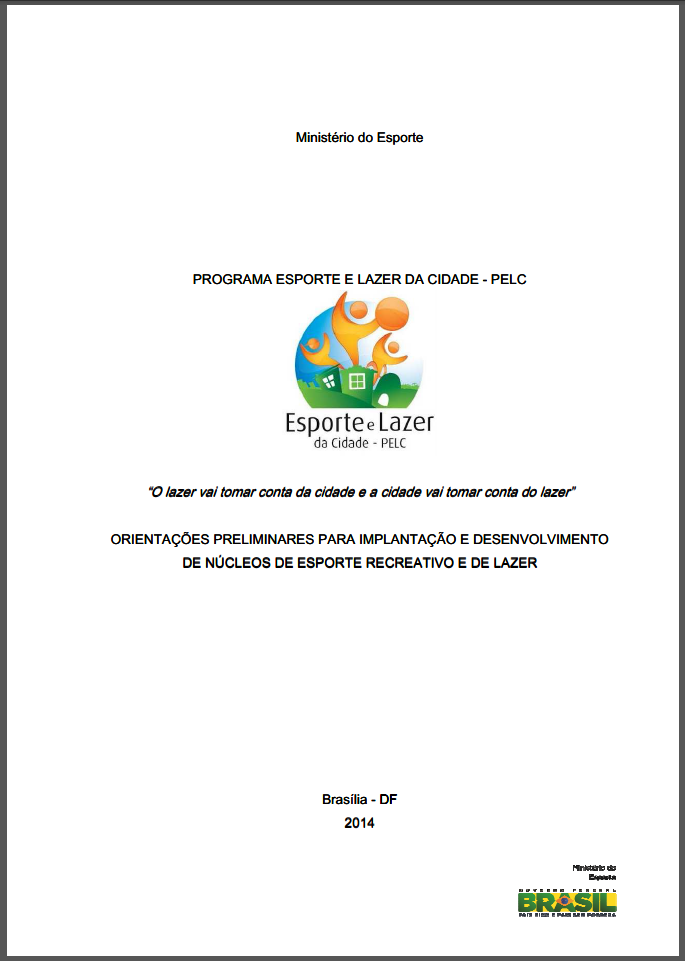 Ministério do Esporte
PROGRAMA ESPORTE E LAZER DA CIDADE - PELC
Esporte e Lazer
da Cidade - PELC
“O lazer vai tomar conta da cidade e a cidade vai tomar conta do lazer”
ORIENTAÇÕES PRELIMINARES PARA IMPLANTAÇÃO E DESENVOLVIMENTO
DE NÚCLEOS DE ESPORTE RECREATIVO E DE LAZER
Brasília - DF
2014
Ministério do
Esporte
GOVERNO FEDERAL
BRASIL
PAÍS RICO É PAÍS SEM POBREZA